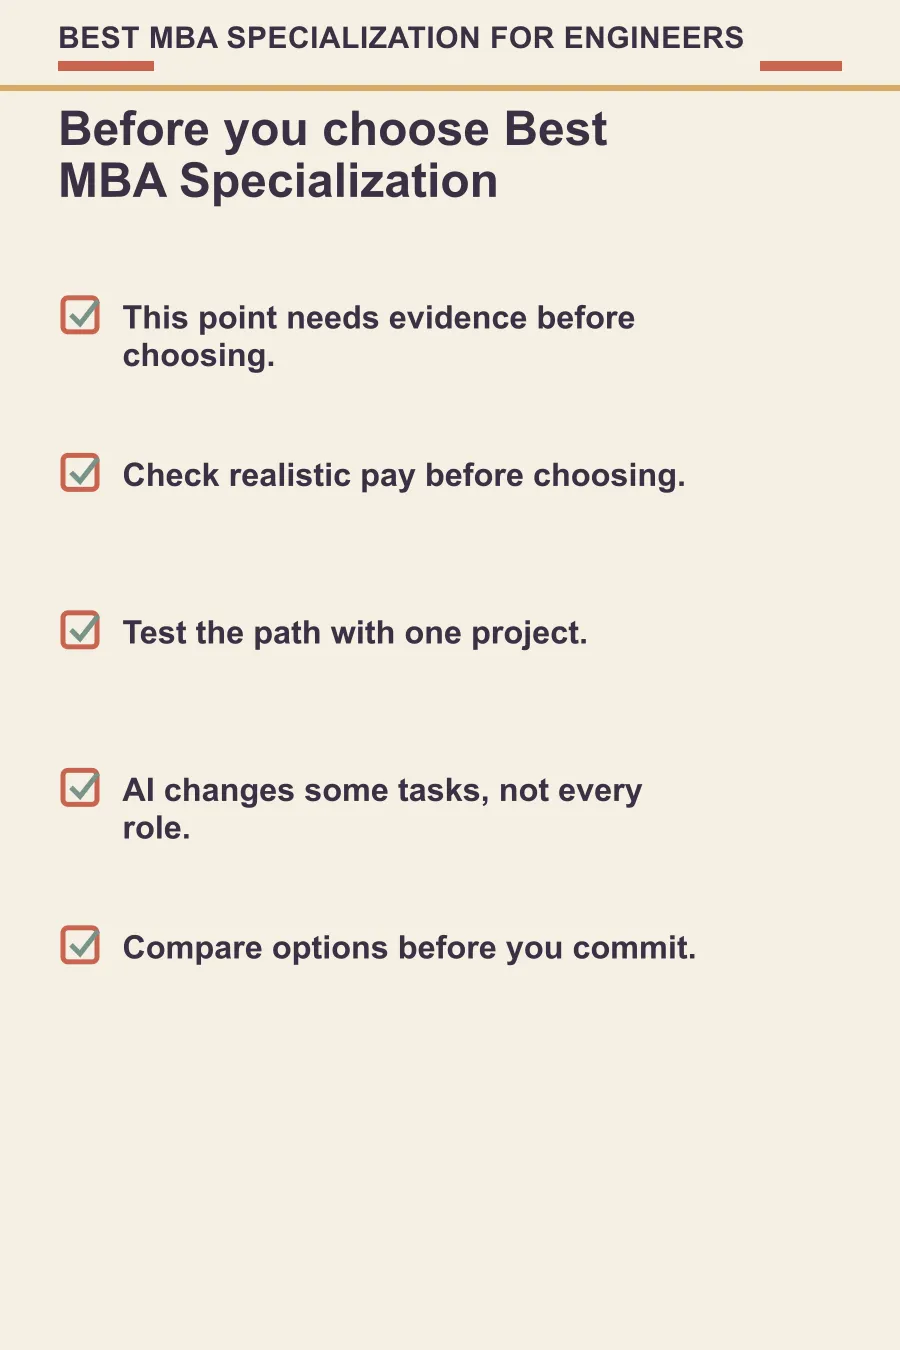 BEST MBA SPECIALIZATION FOR ENGINEERS
Before you choose Best
MBA Specialization
This point needs evidence before
choosing.
Check realistic pay before choosing.
Test the path with one project.
AI changes some tasks, not every
role.
Compare options before you commit.